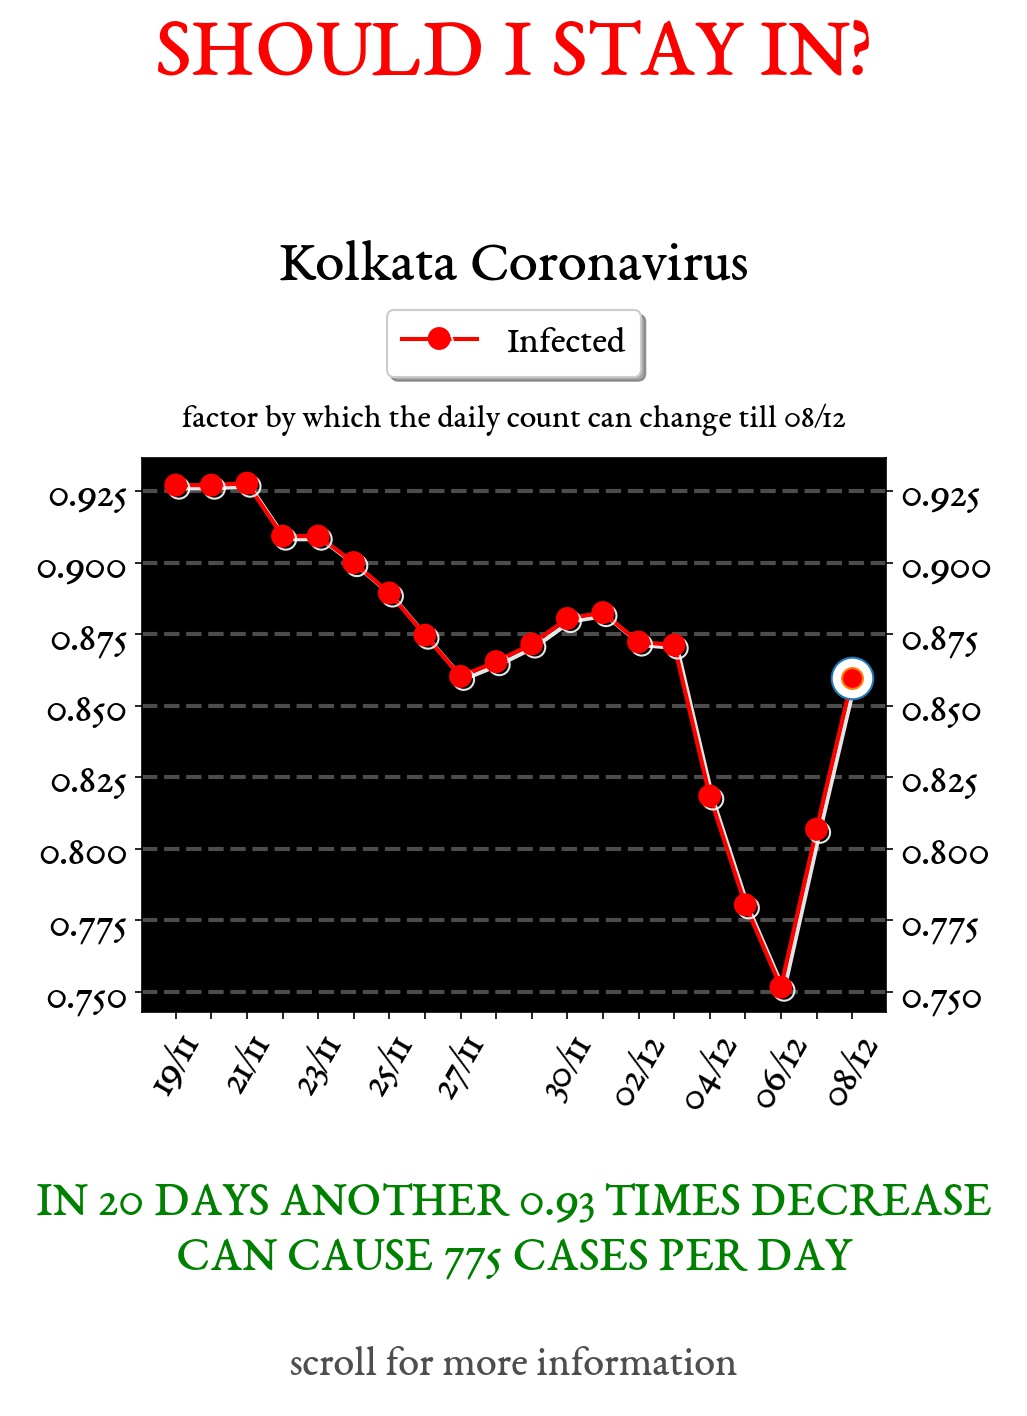 SHOULD I STAY IN?
Kolkata Coronavirus
Infected
factor by which the daily count can change till 08/12
0.925 0.925
0.900 0.900
0.875 0.875
0.850 0.850
0.825 0.825
0.800 0.800
0.775 0.775
0.750 0.750
19/11 21/11 23/11 25/11 27/11 30/11 02/12 04/12 06/12 08/12
IN 20 DAYS ANOTHER 0.93 TIMES DECREASE
CAN CAUSE 775 CASES PER DAY
scroll for more information